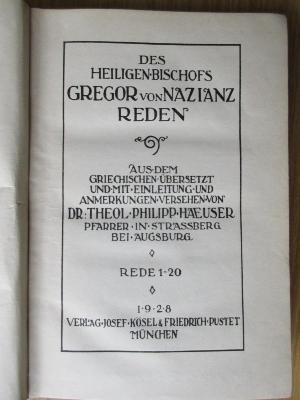 DES
HEILIGEN·BISCHOFS
GREGOR VON NAZIANZ
REDEN
AUS·DEM
GRIECHISCHEN·ÜBERSETZT
UND·MIT·EINLEITUNG·UND
ANMERKUNGEN·VERSEHEN·VON
DR·THEOL·PHILIPP·HAEUSER
PFARRER·IN·STRASSBERG
BEI·AUGSBURG
REDE 1-20
1·9·2·8
VERLAG·JOSEF·KÖSEL & FRIEDRICH·PUSTET
MÜNCHEN